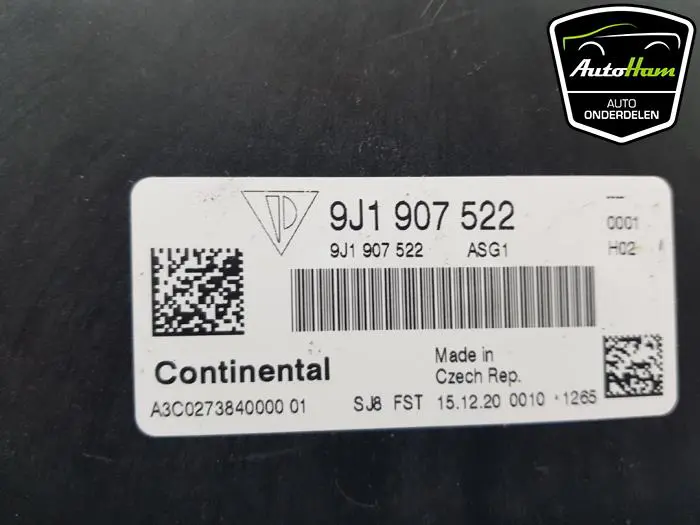 AutoHam
AUTO
ONDERDELEN
9J1 907 522
0001
9J1 907 522 ASG1
H02
Continental
Made in
Czech Rep.
A3C0273840000 01
SJ8 FST 15.12.20 0010 1265